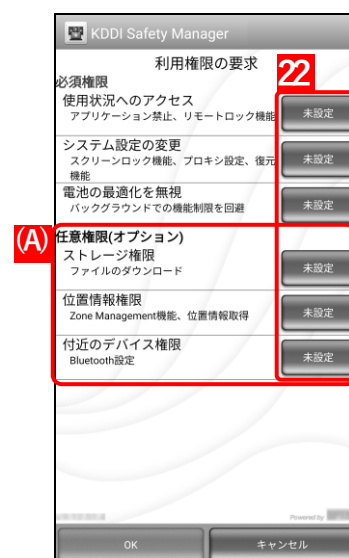 KDDI Safety Manager
利用権限の要求
22
必須権限
使用状況へのアクセス
アプリケーション禁止、リモートロック機能
未設定
システム設定の変更
スクリーンロック機能、プロキシ設定、復元
機能
未設定
電池の最適化を無視
バックグラウンドでの機能制限を回避
未設定
(A)
任意権限(オプション)
ストレージ権限
ファイルのダウンロード
未設定
位置情報権限
Zone Management機能、位置情報取得
未設定
付近のデバイス権限
Bluetooth設定
未設定
Powered by
OK
キャンセル